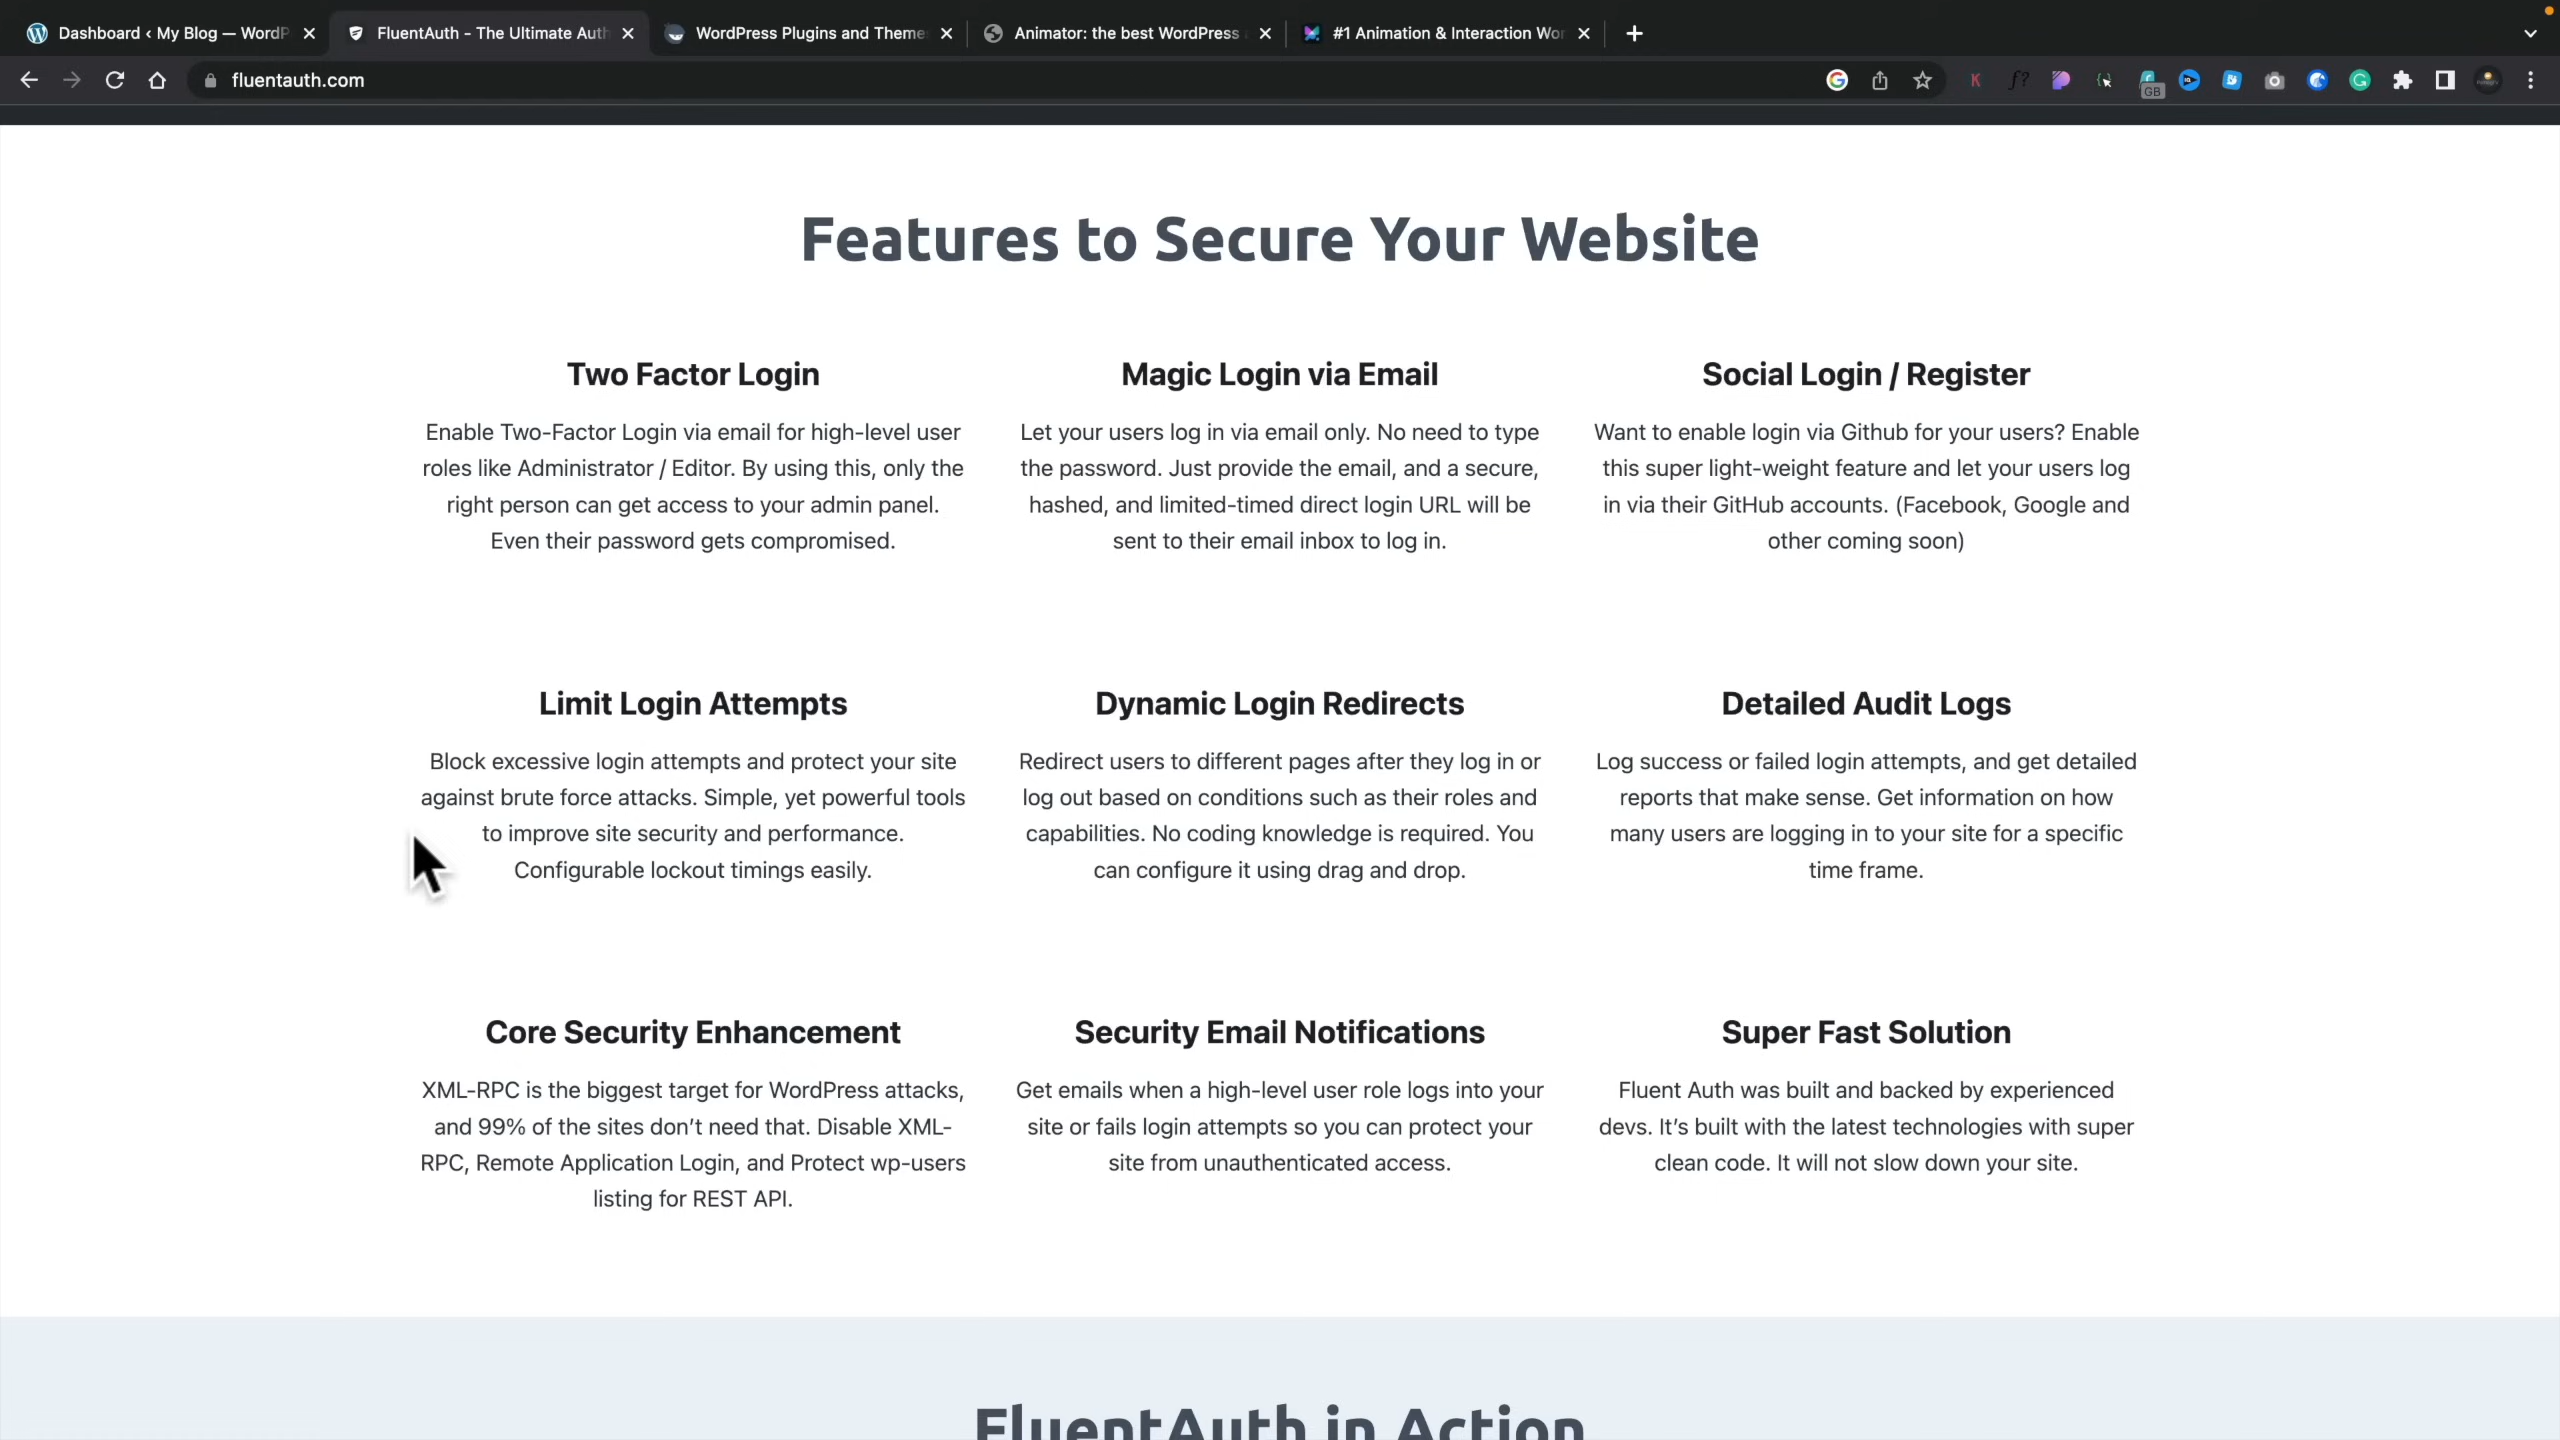 Dashboard ‹ My Blog — WordP
FluentAuth - The Ultimate Auth
WordPress Plugins and Theme
Animator: the best WordPress
#1 Animation & Interaction Wor
fluentauth.com
GB
Features to Secure Your Website
Two Factor Login
Enable Two-Factor Login via email for high-level user
roles like Administrator / Editor. By using this, only the
right person can get access to your admin panel.
Even their password gets compromised.
Magic Login via Email
Let your users log in via email only. No need to type
the password. Just provide the email, and a secure,
hashed, and limited-timed direct login URL will be
sent to their email inbox to log in.
Social Login / Register
Want to enable login via Github for your users? Enable
this super light-weight feature and let your users log
in via their GitHub accounts. (Facebook, Google and
other coming soon)
Limit Login Attempts
Block excessive login attempts and protect your site
against brute force attacks. Simple, yet powerful tools
to improve site security and performance.
Configurable lockout timings easily.
Dynamic Login Redirects
Redirect users to different pages after they log in or
log out based on conditions such as their roles and
capabilities. No coding knowledge is required. You
can configure it using drag and drop.
Detailed Audit Logs
Log success or failed login attempts, and get detailed
reports that make sense. Get information on how
many users are logging in to your site for a specific
time frame.
Core Security Enhancement
XML-RPC is the biggest target for WordPress attacks,
and 99% of the sites don’t need that. Disable XML-
RPC, Remote Application Login, and Protect wp-users
listing for REST API.
Security Email Notifications
Get emails when a high-level user role logs into your
site or fails login attempts so you can protect your
site from unauthenticated access.
Super Fast Solution
Fluent Auth was built and backed by experienced
devs. It’s built with the latest technologies with super
clean code. It will not slow down your site.
FluentAuth in Action